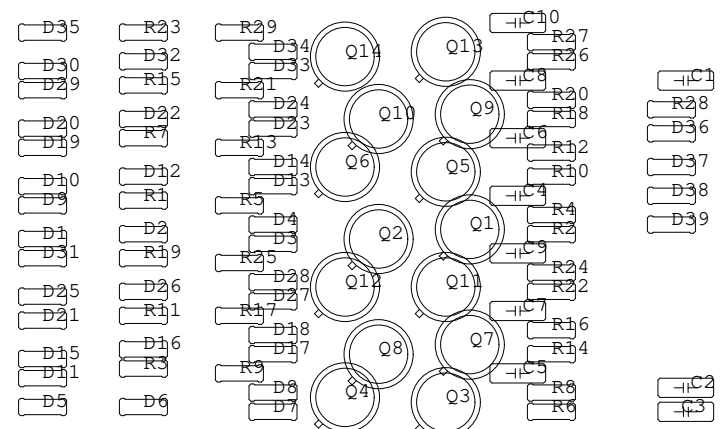 D35 R23 R29 C10
Q14 Q13 R27
D34
D32 R26
D30 D33
D29 R15 R21 C8 C1
R20
D24 Q10 Q9 R28
D22 R18
D20 D23 D36
R7 C6
D19 R13 R12
D14 Q6 Q5 D37
D12 R10
D10 D13
D9 R1 R5 C4 D38
R4
D4 Q1 D39
D1 D2 Q2 R2
D3
D31 R19 R25 C9
R24
D28 Q12 Q11
D25 D26 R22
D27
D21 R11 R17 C7
R16
D18 Q7
D16 Q8 R14
D15 D17
D11 R3 R9 C5
C2
D8 Q4 Q3 R8
D5 D6 D7 R6 C3